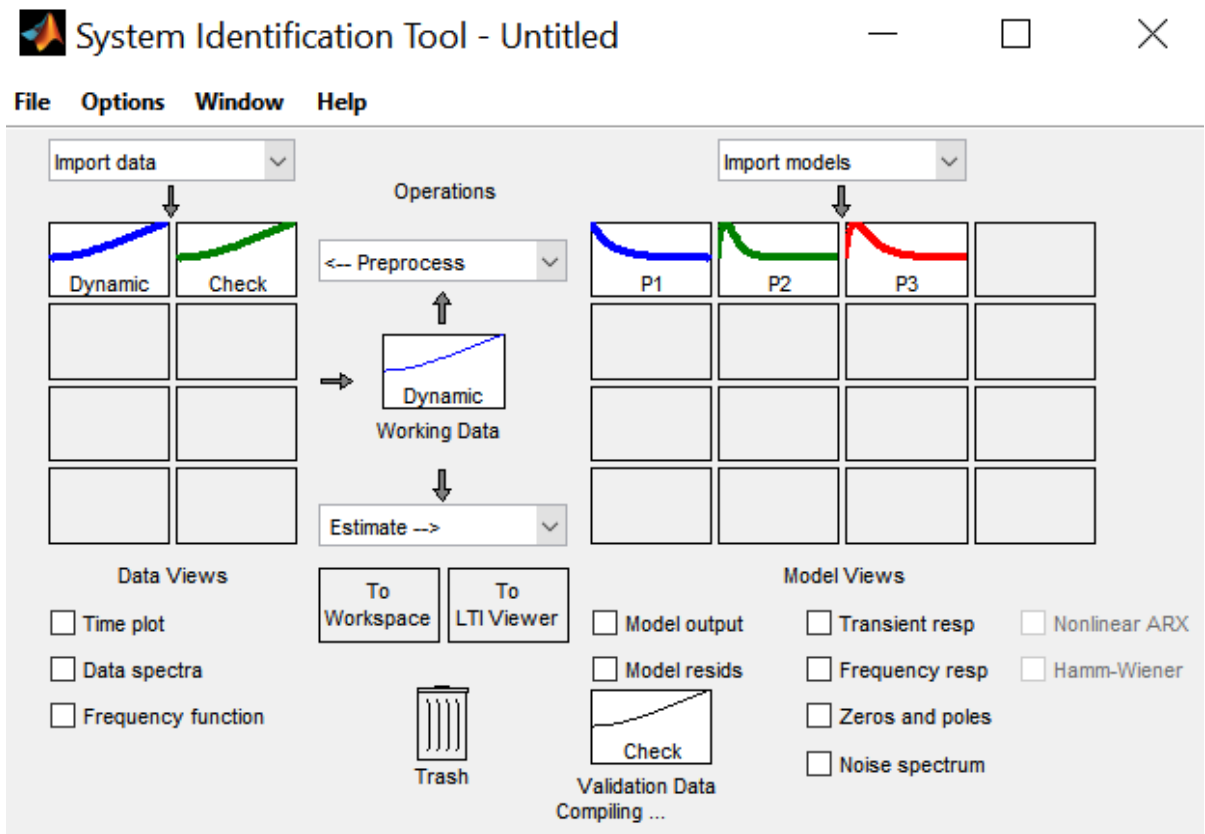 System Identification Tool - Untitled
File Options Window Help
Import data
Import models
Operations
Dynamic
Check
<-- Preprocess
P1
P2
P3
Dynamic
Working Data
Estimate -->
Data Views
Model Views
To
Workspace
To
LTI Viewer
Time plot
Data spectra
Frequency function
Model output
Transient resp
Nonlinear ARX
Model resids
Frequency resp
Hamm-Wiener
Zeros and poles
Noise spectrum
Trash
Check
Validation Data
Compiling ...